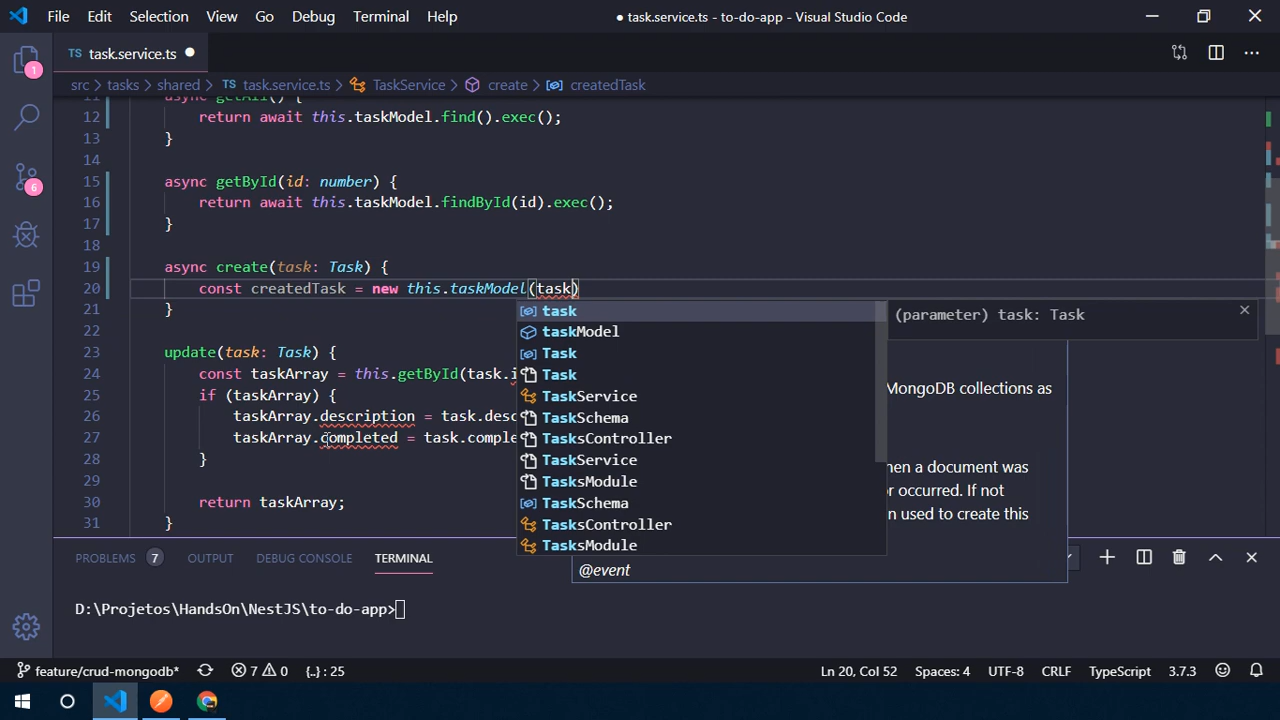 File Edit Selection View Go Debug Terminal Help ● task.service.ts - to-do-app - Visual Studio Code
1 TS task.service.ts
src > tasks > shared > TS task.service.ts > TaskService > create > createdTask
11 async getAll() {
12 return await this.taskModel.find().exec();
13 }
14
15 async getById(id: number) {
16 return await this.taskModel.findById(id).exec();
17 }
18
19 async create(task: Task) {
20 const createdTask = new this.taskModel(task)
21 }
22
23 update(task: Task) {
24 const taskArray = this.getById(task.i
25 if (taskArray) {
26 taskArray.description = task.desc
27 taskArray.completed = task.comple
28 }
29
30 return taskArray;
31 }
6
task
taskModel
Task
Task
TaskService
TaskSchema
TasksController
TaskService
TasksModule
TaskSchema
TasksController
TasksModule
(parameter) task: Task
MongoDB collections as
hen a document was
or occurred. If not
n used to create this
@event
PROBLEMS 7 OUTPUT DEBUG CONSOLE TERMINAL
D:\Projetos\HandsOn\NestJS\to-do-app>
feature/crud-mongodb* 7 0 {..} : 25 Ln 20, Col 52 Spaces: 4 UTF-8 CRLF TypeScript 3.7.3